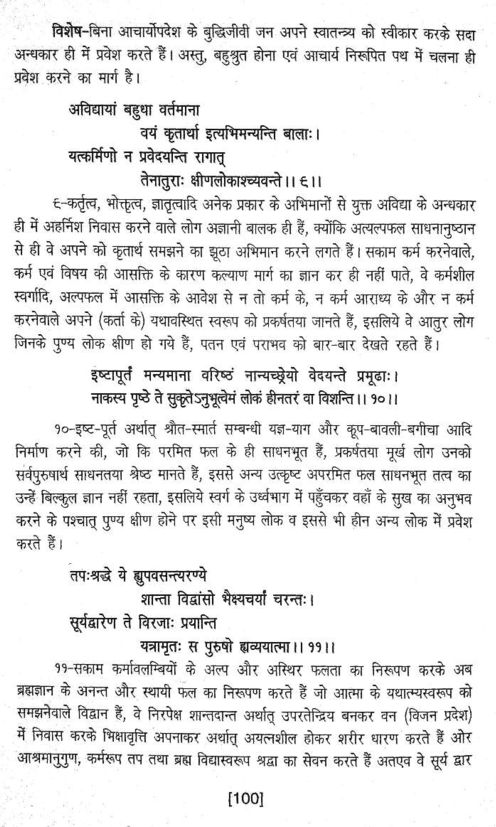 विशेष-बिना आचार्योपदेश के बुद्धिजीवी जन अपने स्वातन्त्र्य को स्वीकार करके सदा
अन्धकार ही में प्रवेश करते हैं। अस्तु, बहुश्रुत होना एवं आचार्य निरूपित पथ में चलना ही
प्रवेश करने का मार्ग है।
अविद्यायां बहुधा वर्तमाना
वयं कृतार्था इत्यभिमन्यन्ति बालाः।
यत्कर्मिणो न प्रवेदयन्ति रागात्
तेनातुराः क्षीणलोकाश्च्यवन्ते।। ९।।
९-कर्तृत्व, भोक्तृत्व, ज्ञातृत्वादि अनेक प्रकार के अभिमानों से युक्त अविद्या के अन्धकार
ही में अहर्निश निवास करने वाले लोग अज्ञानी बालक ही हैं, क्योंकि अत्यल्पफल साधनानुष्ठान
से ही वे अपने को कृतार्थ समझने का झूठा अभिमान करने लगते हैं। सकाम कर्म करनेवाले,
कर्म एवं विषय की आसक्ति के कारण कल्याण मार्ग का ज्ञान कर ही नहीं पाते, वे कर्मशील
स्वर्गादि, अल्पफल में आसक्ति के आवेश से न तो कर्म के, न कर्म आराध्य के और न कर्म
करनेवाले अपने (कर्ता के) यथावस्थित स्वरूप को प्रकर्षतया जानते हैं, इसलिये वे आतुर लोग
जिनके पुण्य लोक क्षीण हो गये हैं, पतन एवं पराभव को बार-बार देखते रहते हैं।
इष्टापूर्तं मन्यमाना वरिष्ठं नान्यच्छ्रेयो वेदयन्ते प्रमूढाः।
नाकस्य पृष्ठे ते सुकृतेऽनुभूत्वेमं लोकं हीनतरं वा विशन्ति।। १०।।
१०-इष्ट-पूर्त अर्थात् श्रौत-स्मार्त सम्बन्धी यज्ञ-याग और कूप-बावली-बगीचा आदि
निर्माण करने की, जो कि परमित फल के ही साधनभूत हैं, प्रकर्षतया मूर्ख लोग उनको
सर्वपुरुषार्थ साधनतया श्रेष्ठ मानते हैं, इससे अन्य उत्कृष्ट अपरमित फल साधनभूत तत्व का
उन्हें बिल्कुल ज्ञान नहीं रहता, इसलिये स्वर्ग के उर्ध्वभाग में पहुँचकर वहाँ के सुख का अनुभव
करने के पश्चात् पुण्य क्षीण होने पर इसी मनुष्य लोक व इससे भी हीन अन्य लोक में प्रवेश
करते हैं।
तपःश्रद्धे ये ह्युपवसन्त्यरण्ये
शान्ता विद्वांसो भैक्ष्यचर्यां चरन्तः।
सूर्यद्वारेण ते विरजाः प्रयान्ति
यत्रामृतः स पुरुषो ह्यव्ययात्मा।। ११।।
११-सकाम कर्मावलम्बियों के अल्प और अस्थिर फलता का निरूपण करके अब
ब्रह्मज्ञान के अनन्त और स्थायी फल का निरूपण करते हैं जो आत्मा के यथात्म्यस्वरूप को
समझनेवाले विद्वान हैं, वे निरपेक्ष शान्तदान्त अर्थात् उपरतेन्द्रिय बनकर वन (विजन प्रदेश)
में निवास करके भिक्षावृत्ति अपनाकर अर्थात् अयत्नशील होकर शरीर धारण करते हैं ओर
आश्रमानुगुण, कर्मरूप तप तथा ब्रह्म विद्यास्वरूप श्रद्वा का सेवन करते हैं अतएव वे सूर्य द्वार
[100]